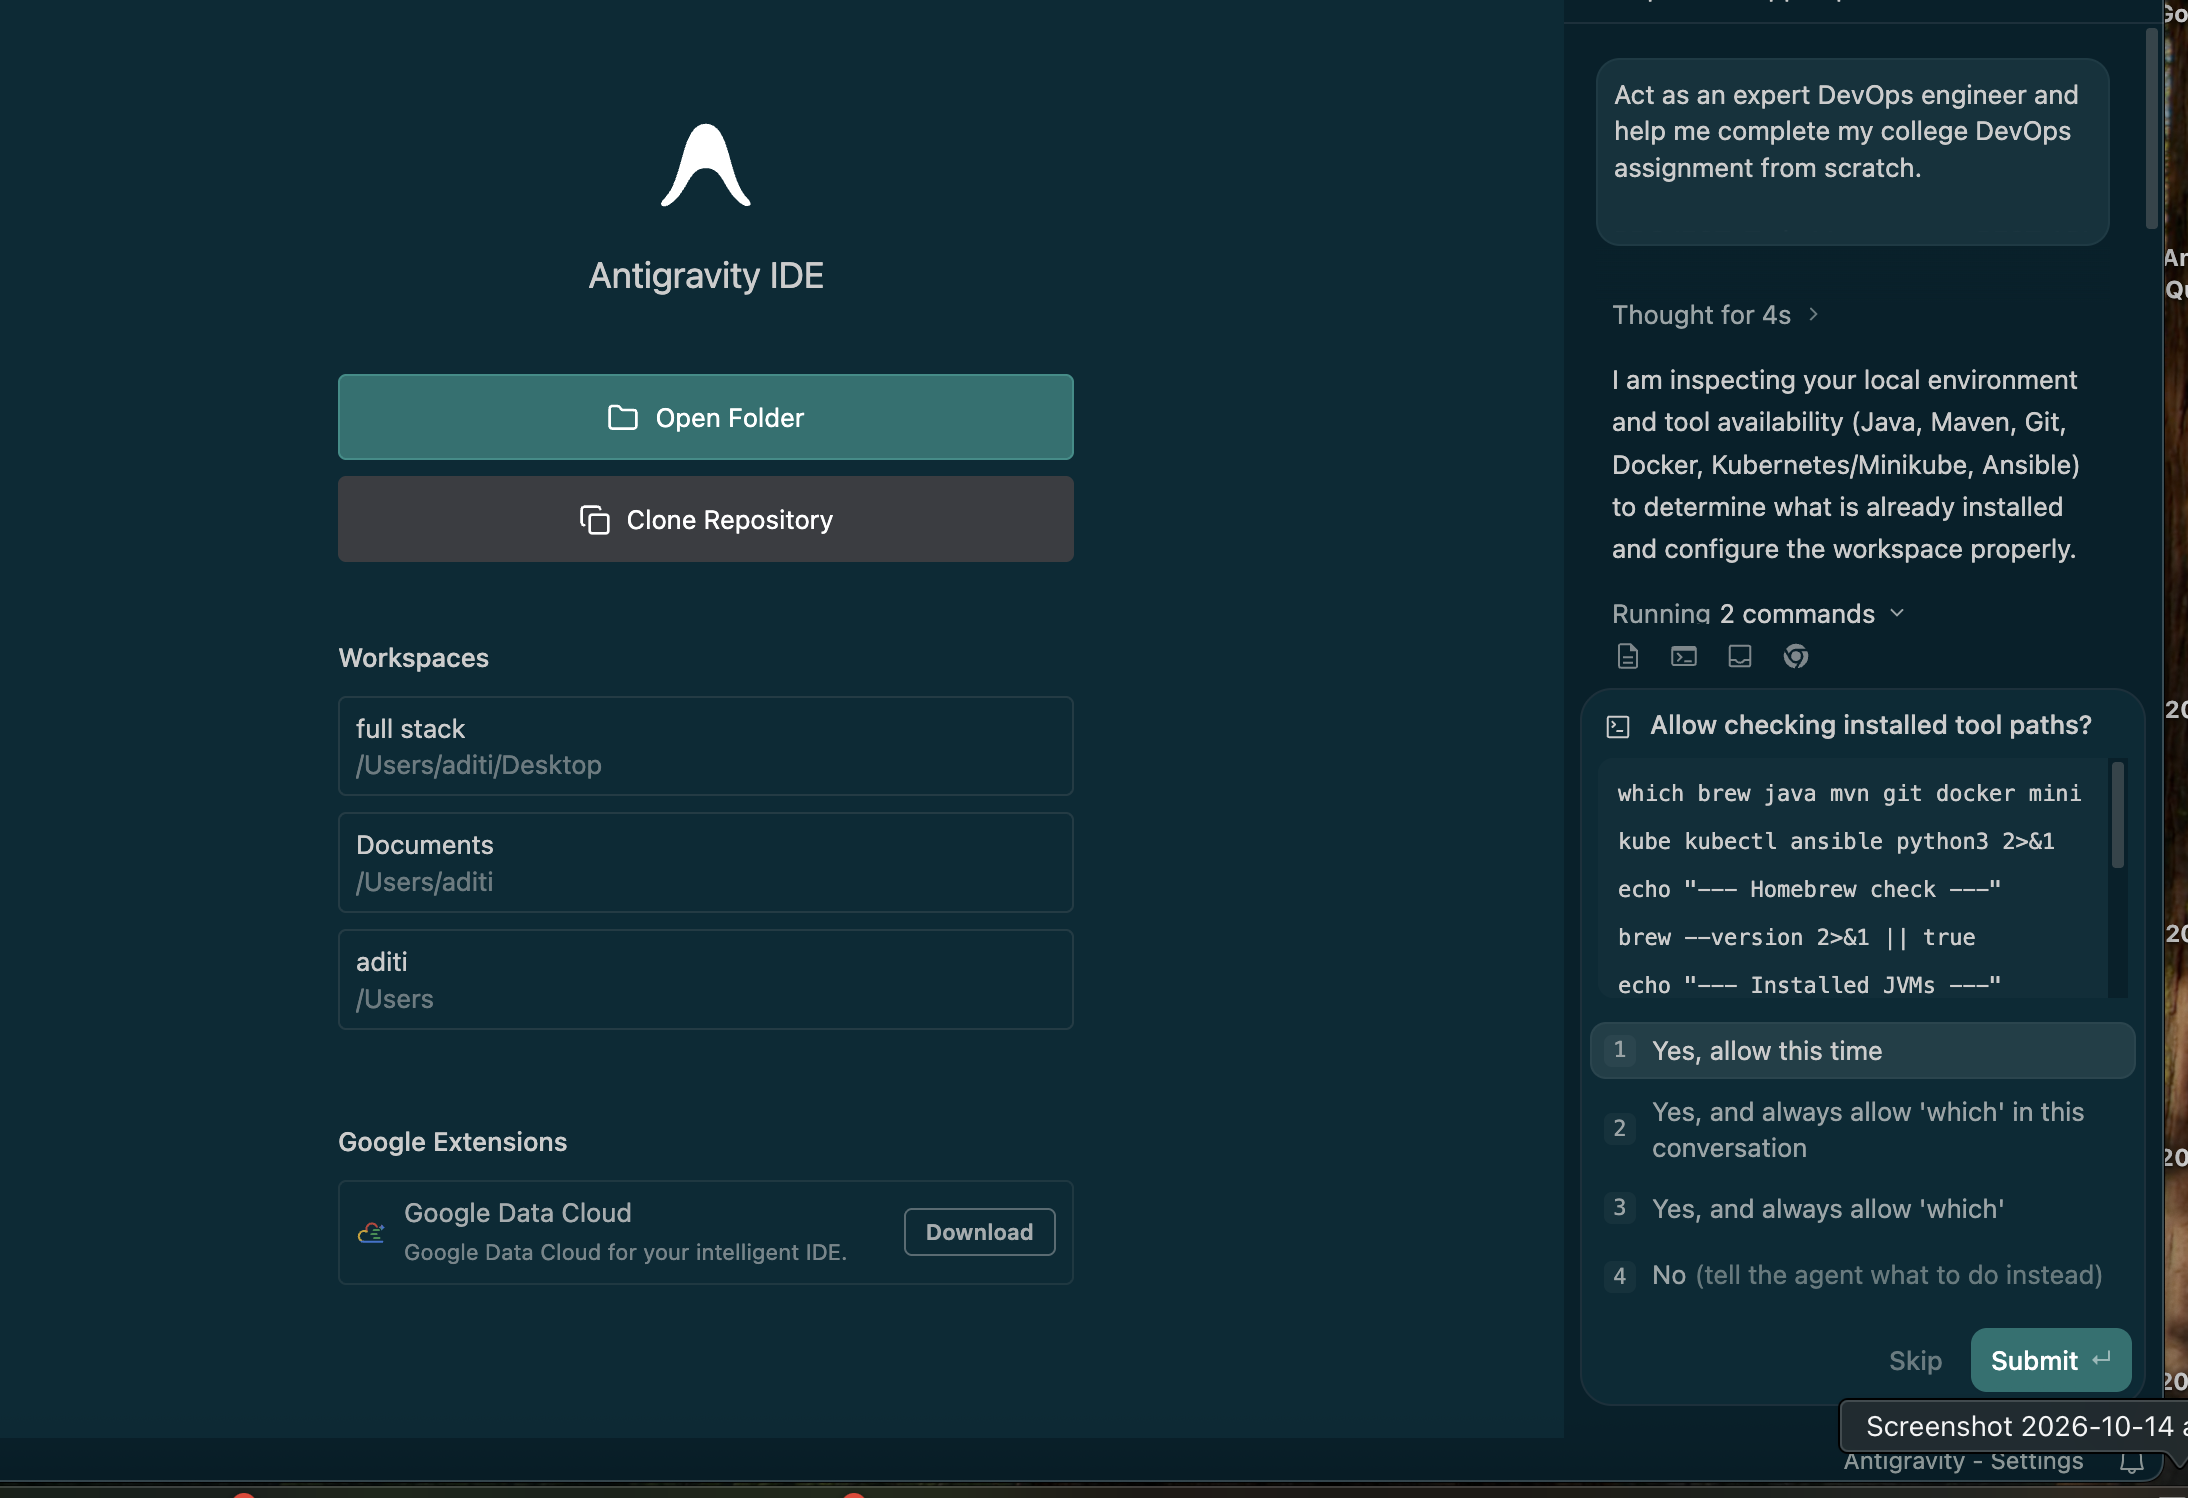 Antigravity IDE
Open Folder
Clone Repository
Workspaces
full stack
/Users/aditi/Desktop
Documents
/Users/aditi
aditi
/Users
Google Extensions
Google Data Cloud
Google Data Cloud for your intelligent IDE.
Download
Act as an expert DevOps engineer and
help me complete my college DevOps
assignment from scratch.
Thought for 4s
I am inspecting your local environment
and tool availability (Java, Maven, Git,
Docker, Kubernetes/Minikube, Ansible)
to determine what is already installed
and configure the workspace properly.
Running 2 commands
Allow checking installed tool paths?
which brew java mvn git docker mini
kube kubectl ansible python3 2>&1
echo "--- Homebrew check ---"
brew --version 2>&1 || true
echo "--- Installed JVMs ---"
1 Yes, allow this time
2 Yes, and always allow 'which' in this
conversation
3 Yes, and always allow 'which'
4 No (tell the agent what to do instead)
Skip
Submit
Screenshot 2026-10-14
Antigravity - Settings